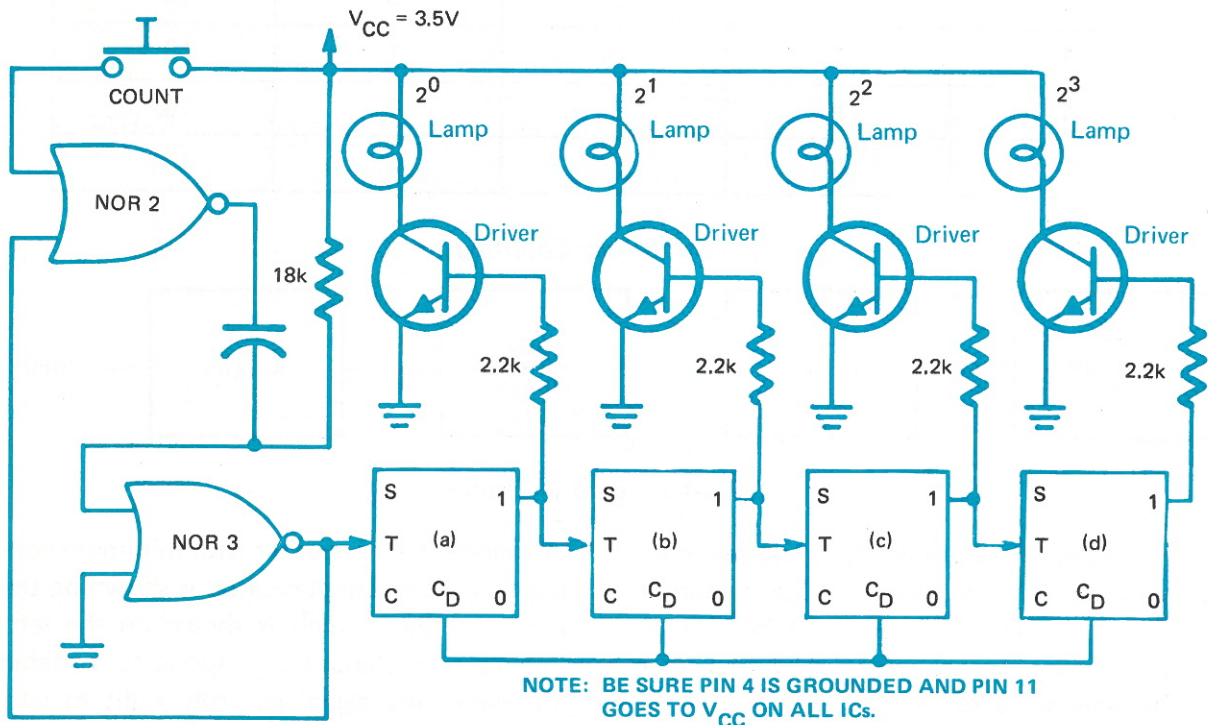 V_CC = 3.5V
COUNT
2^0
2^1
2^2
2^3
Lamp
Lamp
Lamp
Lamp
NOR 2
Driver
Driver
Driver
Driver
18k
2.2k
2.2k
2.2k
2.2k
NOR 3
S 1
T (a)
C C_D 0
S 1
T (b)
C C_D 0
S 1
T (c)
C C_D 0
S 1
T (d)
C C_D 0
NOTE: BE SURE PIN 4 IS GROUNDED AND PIN 11
GOES TO V_CC ON ALL ICs.